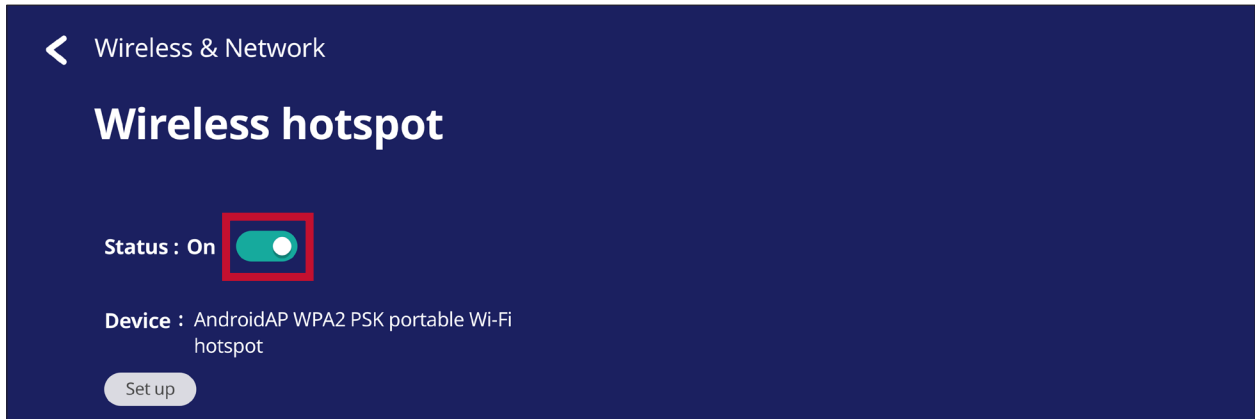 Wireless & Network
Wireless hotspot
Status : On
Device : AndroidAP WPA2 PSK portable Wi-Fi
hotspot
Set up